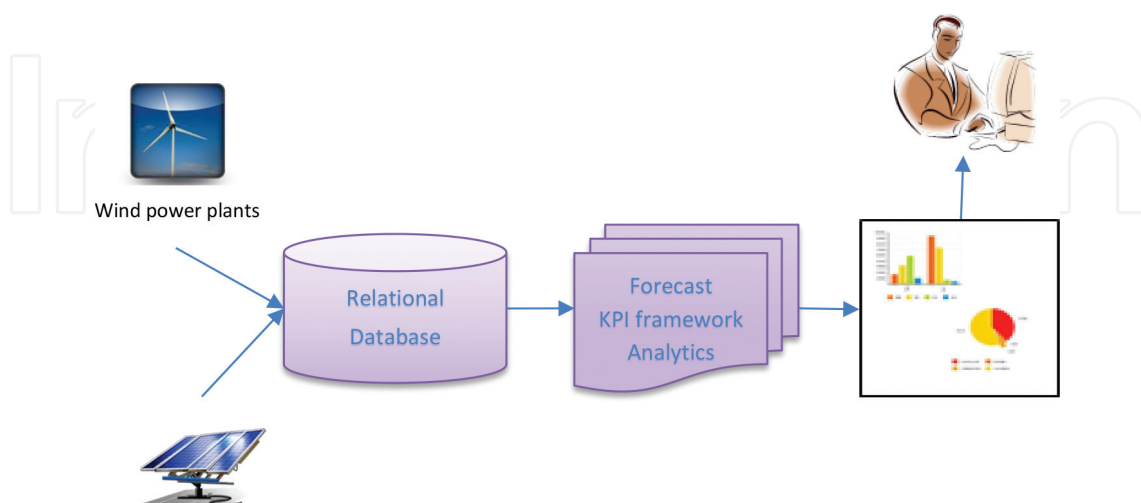 Wind power plants
Relational
Database
Forecast
KPI framework
Analytics